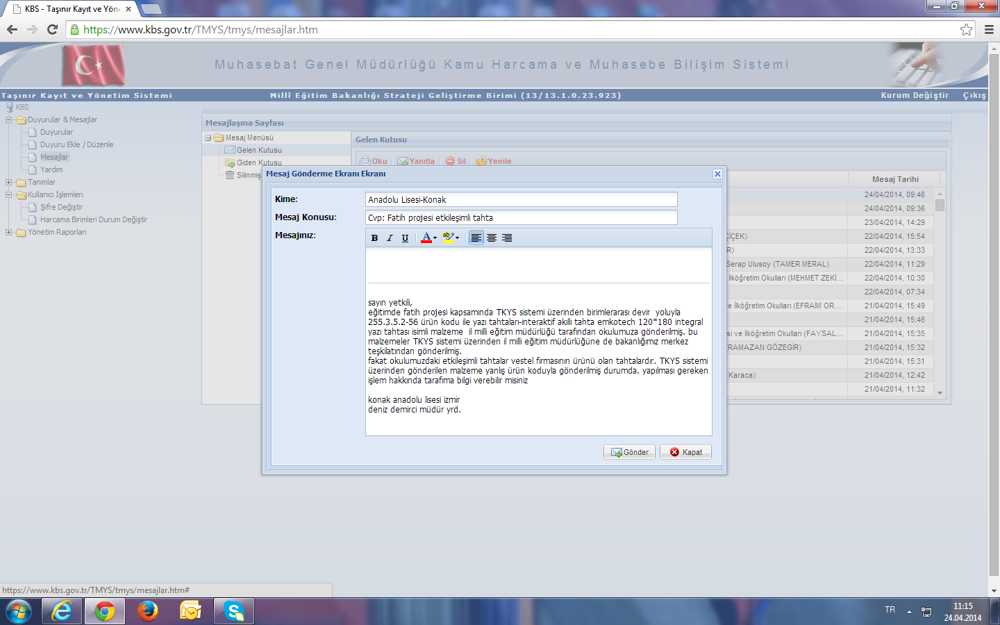 KBS - Taşınır Kayıt ve Yön
https://www.kbs.gov.tr/TMYS/tmys/mesajlar.htm
Muhasebat Genel Müdürlüğü Kamu Harcama ve Muhasebe Bilişim Sistemi
Taşınır Kayıt ve Yönetim Sistemi
Millî Eğitim Bakanlığı Strateji Geliştirme Birimi (13/13.1.0.23.923)
Kurum Değiştir
Çıkış
KBS
Duyurular & Mesajlar
Duyurular
Duyuru Ekle / Düzenle
Mesajlar
Yardım
Tanımlar
Kullanıcı İşlemleri
Şifre Değiştir
Harcama Birimleri Durum Değiştir
Yönetim Raporları
Mesajlaşma Sayfası
Mesaj Menüsü
Gelen Kutusu
Giden Kutusu
Silinmiş
Gelen Kutusu
Oku
Yanıtla
Sil
Yenile
Mesaj Gönderme Ekranı Ekranı
Kime:
Anadolu Lisesi-Konak
Mesaj Konusu:
Cvp: Fatih projesi etkileşimli tahta
Mesajınız:
B I U A ab
sayın yetkili,
eğitimde fatih projesi kapsamında TKYS sistemi üzerinden birimlerarası devir yoluyla
255.3.5.2-56 ürün kodu ile yazı tahtaları-interaktif akıllı tahta emkotech 120*180 integral
yazı tahtası isimli malzeme il milli eğitim müdürlüğü tarafından okulumuza gönderilmiş. bu
malzemeler TKYS sistemi üzerinden il milli eğitim müdürlüğüne de bakanlığımız merkez
teşkilatından gönderilmiş.
fakat okulumuzdaki etkileşimli tahtalar vestel firmasının ürünü olan tahtalardır. TKYS sistemi
üzerinden gönderilen malzeme yanlış ürün koduyla gönderilmiş durumda. yapılması gereken
işlem hakkında tarafıma bilgi verebilir misiniz
konak anadolu lisesi izmir
deniz demirci müdür yrd.
Gönder
Kapat
Mesaj Tarihi
24/04/2014, 09:46
24/04/2014, 09:36
23/04/2014, 14:29
ÇİÇEK) 22/04/2014, 15:54
R) 22/04/2014, 13:33
Serap Ulusoy (TAMER MERAL) 22/04/2014, 11:29
İlköğretim Okulları (MEHMET ZEKİ... 22/04/2014, 10:30
22/04/2014, 07:34
e İlköğretim Okulları (EFRAİM OR... 21/04/2014, 15:49
21/04/2014, 15:46
si ve İlköğretim Okulları (FAYSAL... 21/04/2014, 15:35
RAMAZAN GÖZEGİR) 21/04/2014, 15:32
21/04/2014, 15:31
Karaca) 21/04/2014, 12:42
21/04/2014, 11:32
https://www.kbs.gov.tr/TMYS/tmys/mesajlar.htm#
TR
11:15
24.04.2014